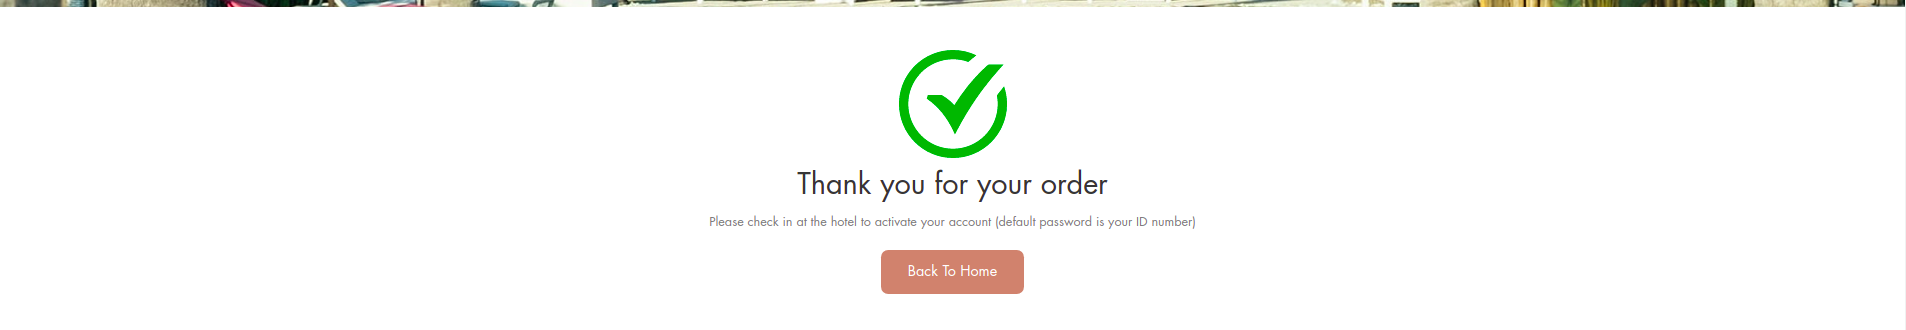 Thank you for your order
Please check in at the hotel to activate your account (default password is your ID number)
Back To Home